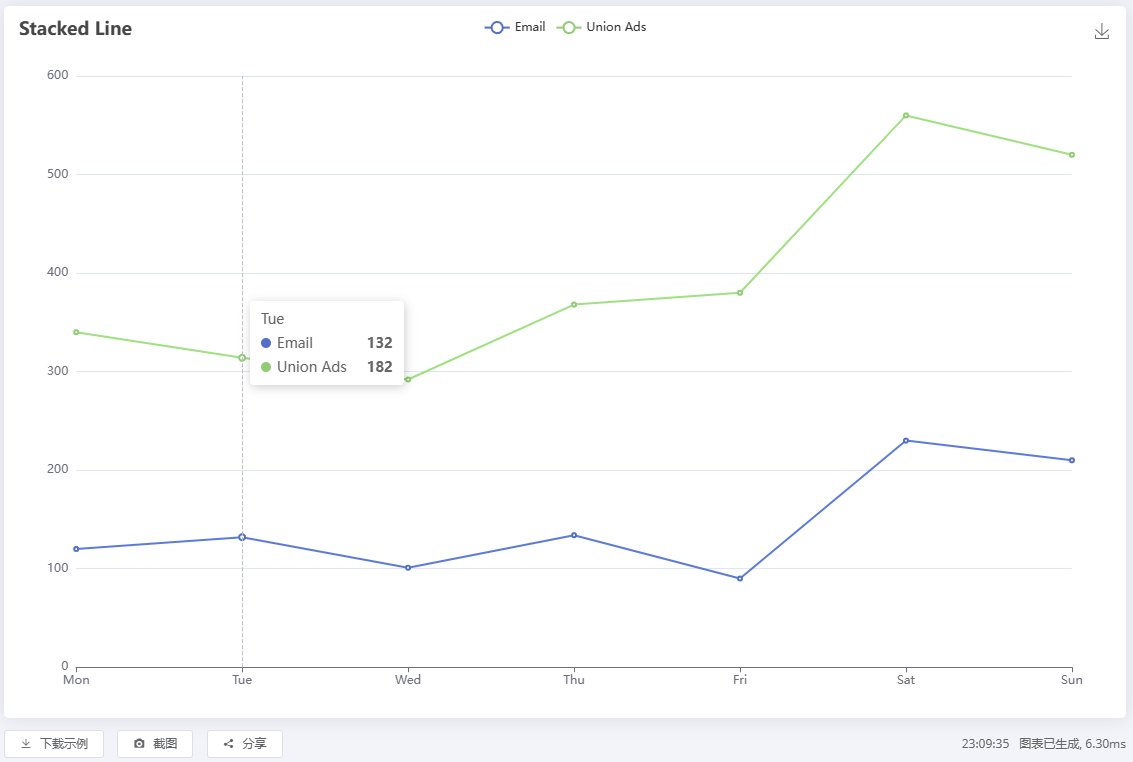 Stacked Line
Email
Union Ads
600
500
400
300
200
100
0
Tue
Email 132
Union Ads 182
Mon Tue Wed Thu Fri Sat Sun
下载示例
截图
分享
23:09:35 图表已生成, 6.30ms